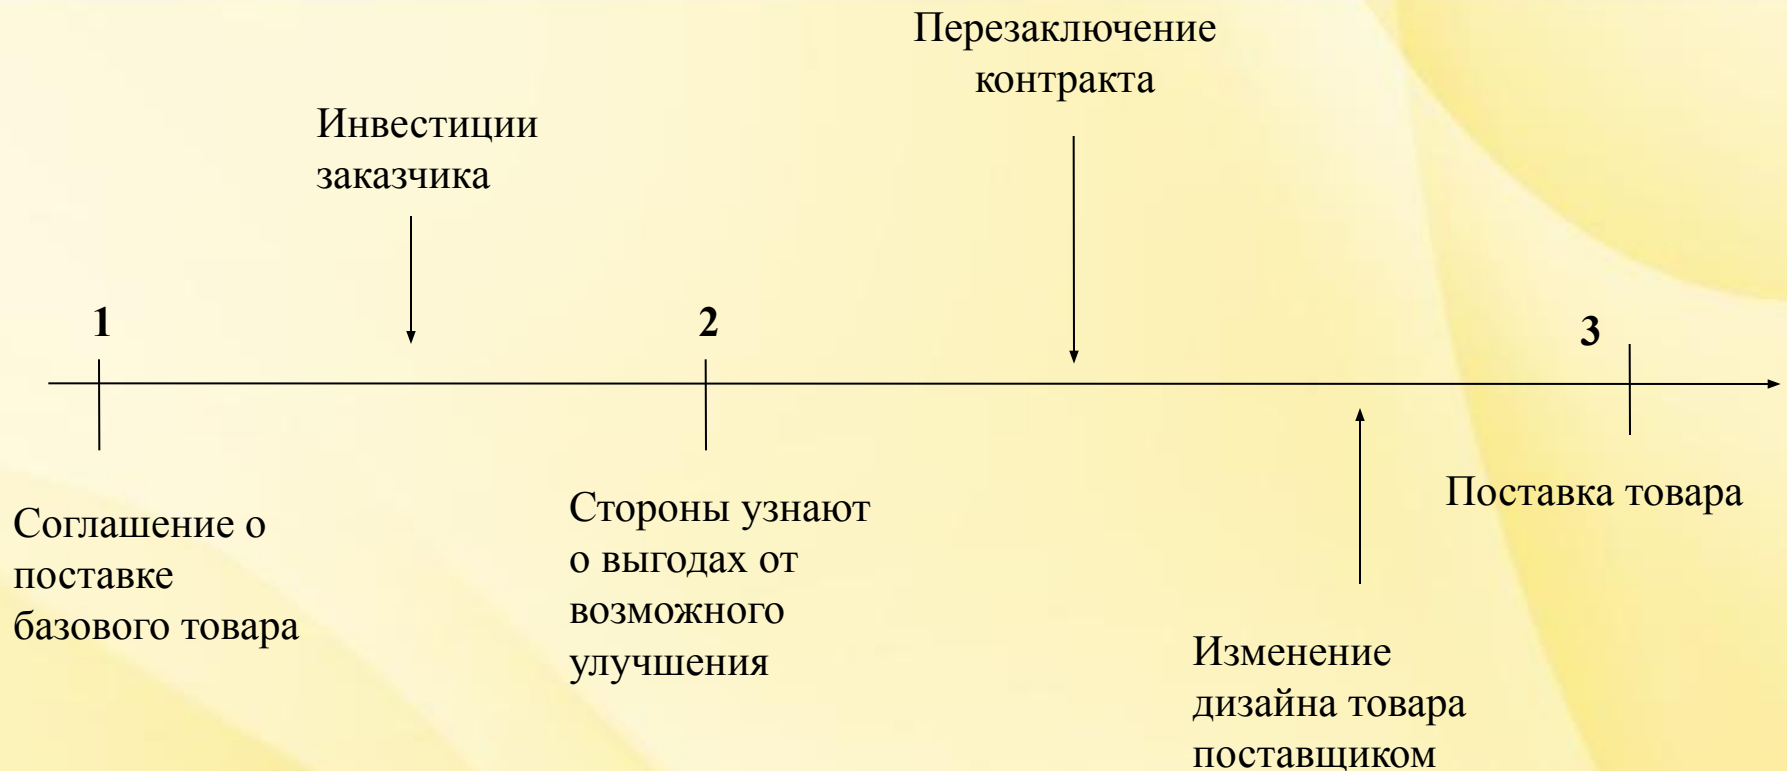 Перезаключение
контракта
Инвестиции
заказчика
1
2
3
Соглашение о
поставке
базового товара
Стороны узнают
о выгодах от
возможного
улучшения
Поставка товара
Изменение
дизайна товара
поставщиком